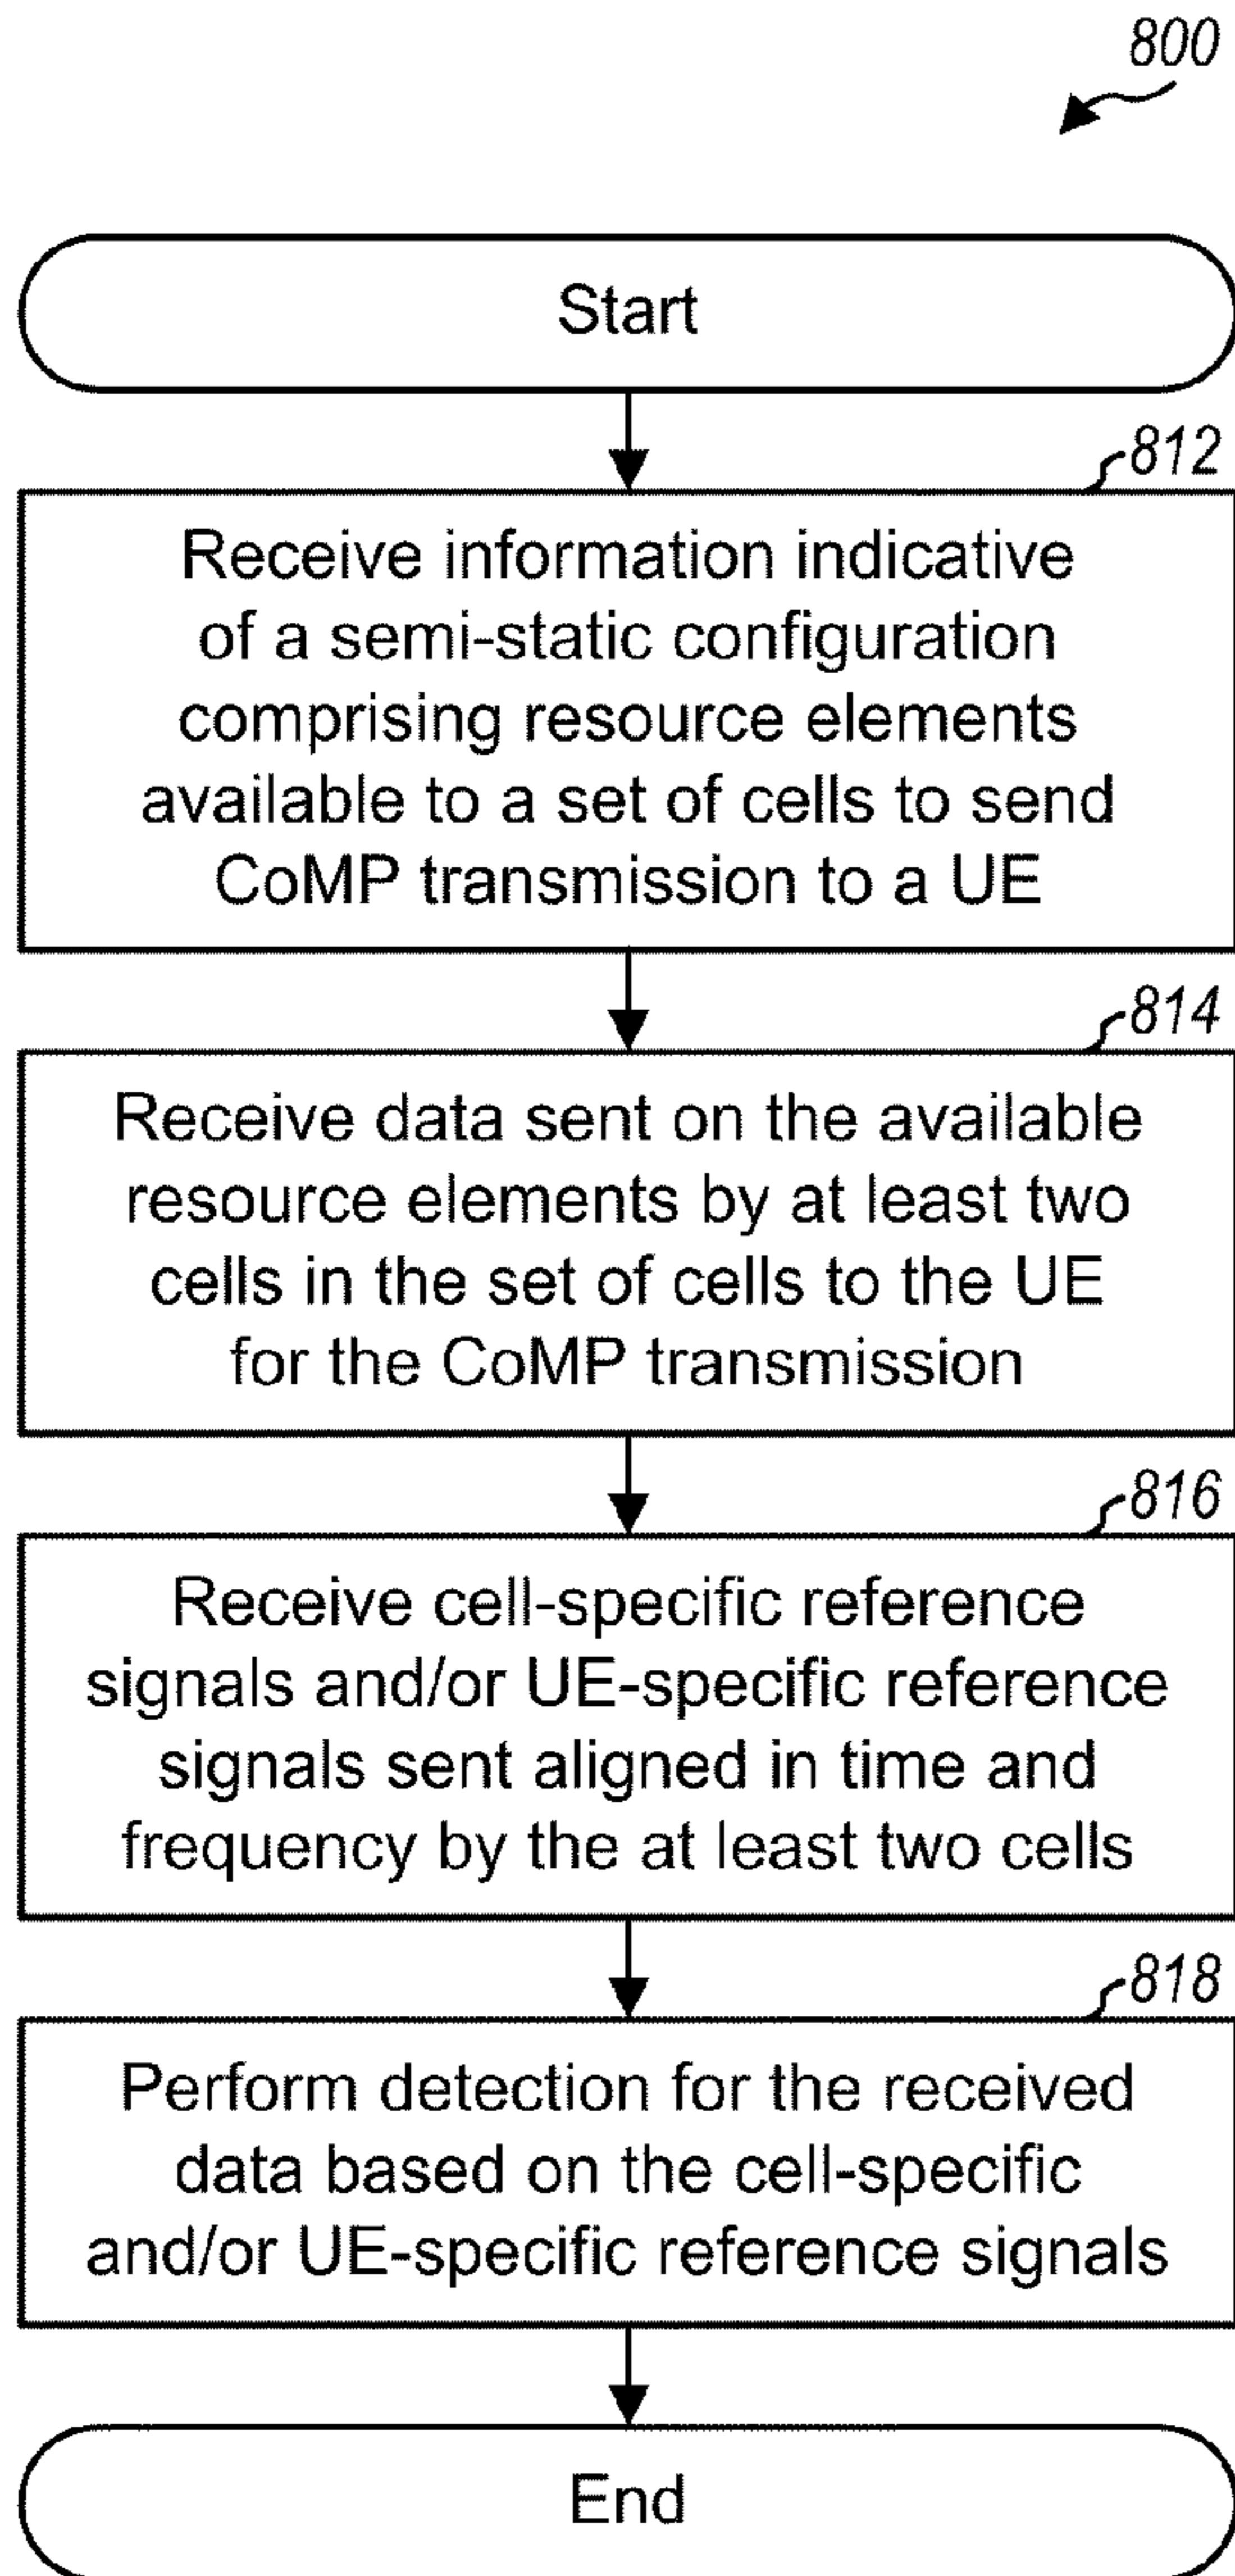 800
Start
812
Receive information indicative
of a semi-static configuration
comprising resource elements
available to a set of cells to send
CoMP transmission to a UE
814
Receive data sent on the available
resource elements by at least two
cells in the set of cells to the UE
for the CoMP transmission
816
Receive cell-specific reference
signals and/or UE-specific reference
signals sent aligned in time and
frequency by the at least two cells
818
Perform detection for the received
data based on the cell-specific
and/or UE-specific reference signals
End